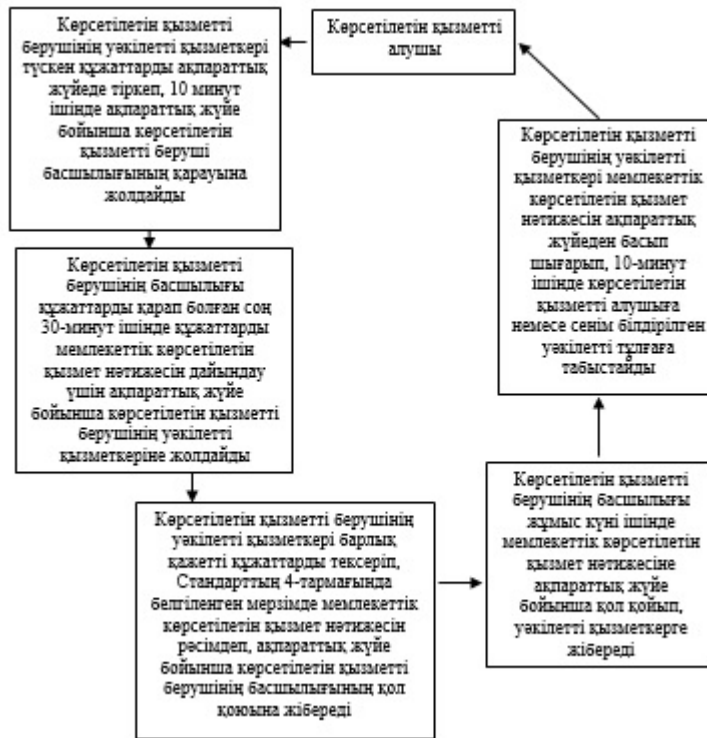 Көрсетілетін қызметті
алушы
Көрсетілетін қызметті
берушінің уәкілетті қызметкері
түскен құжаттарды ақпараттық
жүйеде тіркеп, 10 минут
ішінде ақпараттық жүйе
бойынша көрсетілетін
қызметті беруші
басшылығының қарауына
жолдайды
Көрсетілетін қызметті
берушінің басшылығы
құжаттарды қарап болған соң
30-минут ішінде құжаттарды
мемлекеттік көрсетілетін
қызмет нәтижесін дайындау
үшін ақпараттық жүйе
бойынша көрсетілетін қызметті
берушінің уәкілетті
қызметкеріне жолдайды
Көрсетілетін қызметті берушінің
уәкілетті қызметкері барлық
қажетті құжаттарды тексеріп,
Стандарттың 4-тармағында
белгіленген мерзімде мемлекеттік
көрсетілетін қызмет нәтижесін
рәсімдеп, ақпараттық жүйе
бойынша көрсетілетін қызметті
берушінің басшылығының қол
қоюына жібереді
Көрсетілетін қызметті
берушінің басшылығы
жұмыс күні ішінде
мемлекеттік көрсетілетін
қызмет нәтижесіне
ақпараттық жүйе
бойынша қол қойып,
уәкілетті қызметкерге
жібереді
Көрсетілетін қызметті
берушінің уәкілетті
қызметкері мемлекеттік
көрсетілетін қызмет
нәтижесін ақпараттық
жүйеден басып
шығарып, 10-минут
ішінде көрсетілетін
қызметті алушыға
немесе сенім білдірілген
уәкілетті тұлғаға
табыстайды